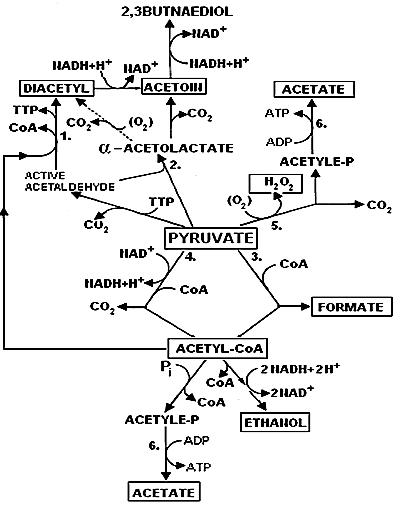 2,3BUTNAEDIOL
NAD⁺
NADH+H⁺
NADH+H⁺ NAD⁺
DIACETYL ACETOIN ACETATE
TTP
CoA
1.
CO₂ (O₂)
CO₂
ATP
6.
ADP
α-ACETOLACTATE
ACETYLE-P
2.
ACTIVE
ACETALDEHYDE
H₂O₂
TTP
(O₂)
CO₂
CO₂
5.
PYRUVATE
NAD⁺
4.
3.
NADH+H⁺
CoA
CoA
CO₂
FORMATE
ACETYL-CoA
Pi
CoA
2NADH+2H⁺
CoA
2NAD⁺
ACETYLE-P
ETHANOL
6.
ADP
ATP
ACETATE